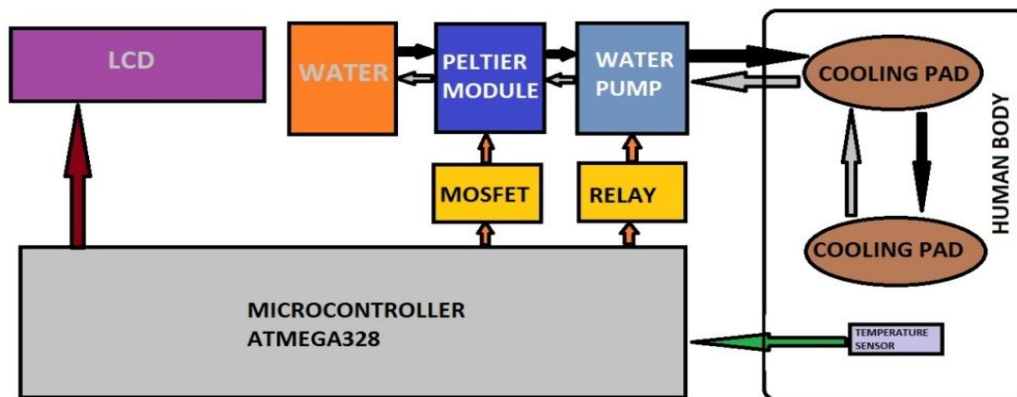 LCD
WATER
PELTIER
MODULE
WATER
PUMP
COOLING PAD
MOSFET
RELAY
HUMAN BODY
COOLING PAD
MICROCONTROLLER
ATMEGA328
TEMPERATURE
SENSOR